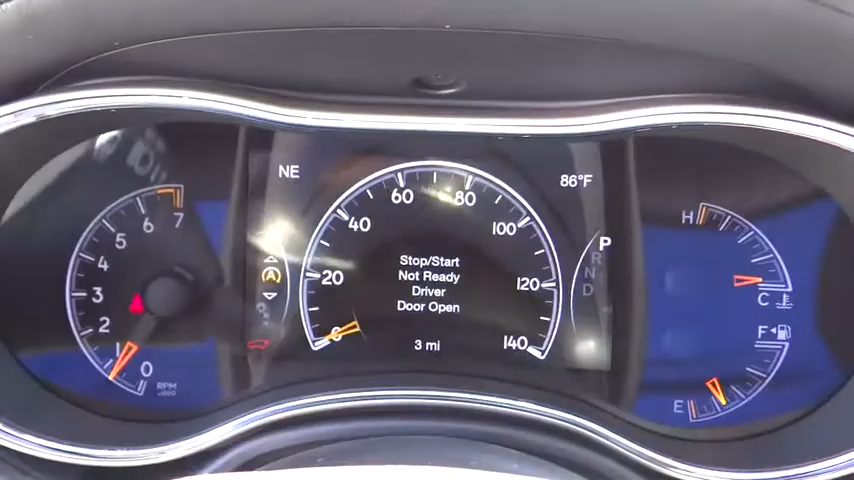 NE
86°F
7
6
5
4
3
2
1
0
RPM
x1000
60
80
40
100
20
120
0
140
Stop/Start
Not Ready
Driver
Door Open
3 mi
A
P
R
N
D
H
C
F
E